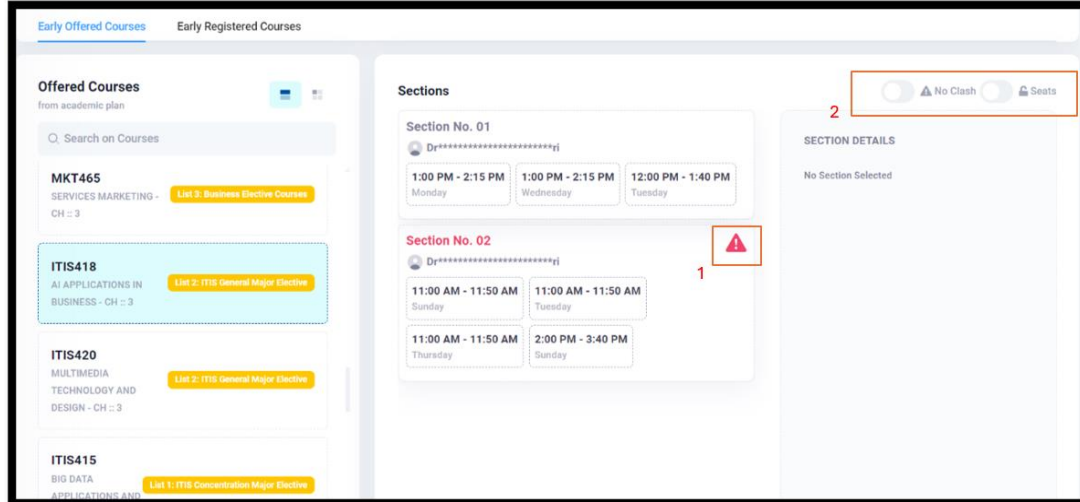 Early Offered Courses
Early Registered Courses
Offered Courses
from academic plan
Search on Courses
MKT465
SERVICES MARKETING -
CH :: 3
List 3: Business Elective Courses
ITIS418
AI APPLICATIONS IN
BUSINESS - CH :: 3
List 2: ITIS General Major Elective
ITIS420
MULTIMEDIA
TECHNOLOGY AND
DESIGN - CH :: 3
List 2: ITIS General Major Elective
ITIS415
BIG DATA
APPLICATIONS AND
List 1: ITIS Concentration Major Elective
Sections
No Clash
Seats
2
Section No. 01
Dr************************ri
1:00 PM - 2:15 PM
Monday
1:00 PM - 2:15 PM
Wednesday
12:00 PM - 1:40 PM
Tuesday
Section No. 02
1
Dr************************ri
11:00 AM - 11:50 AM
Sunday
11:00 AM - 11:50 AM
Tuesday
11:00 AM - 11:50 AM
Thursday
2:00 PM - 3:40 PM
Sunday
SECTION DETAILS
No Section Selected